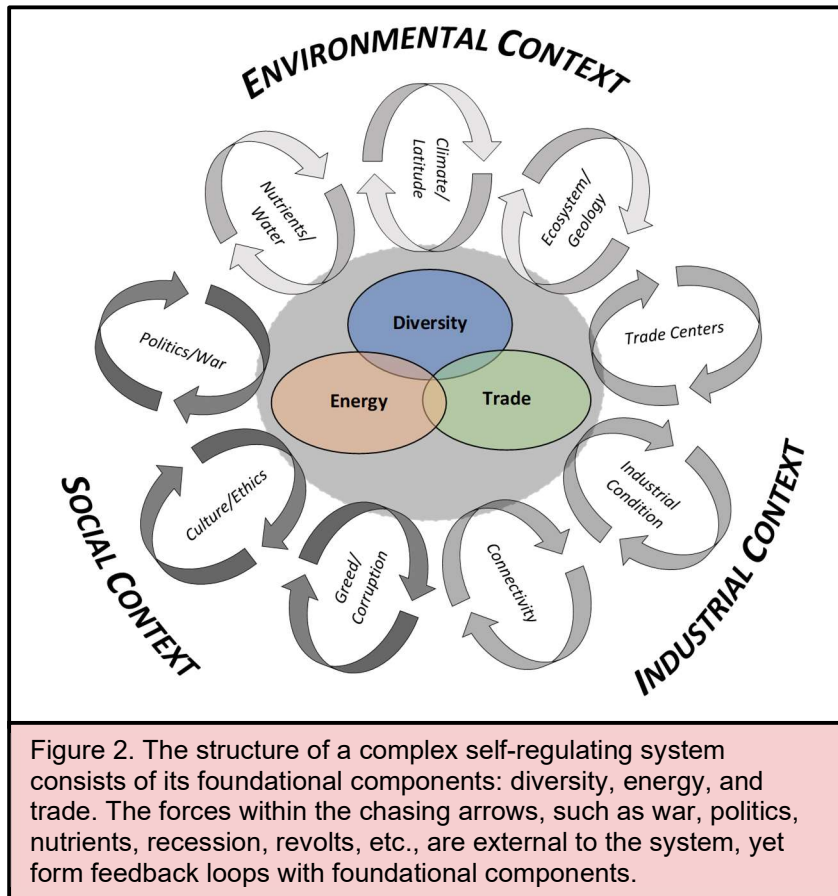 ENVIRONMENTAL CONTEXT
Climate/
Latitude
Nutrients/
Water
Ecosystem/
Geology
Politics/War
Diversity
Trade Centers
Energy
Trade
Culture/Ethics
Industrial
Condition
Greed/
Corruption
Connectivity
SOCIAL CONTEXT
INDUSTRIAL CONTEXT
Figure 2. The structure of a complex self-regulating system
consists of its foundational components: diversity, energy, and
trade. The forces within the chasing arrows, such as war, politics,
nutrients, recession, revolts, etc., are external to the system, yet
form feedback loops with foundational components.